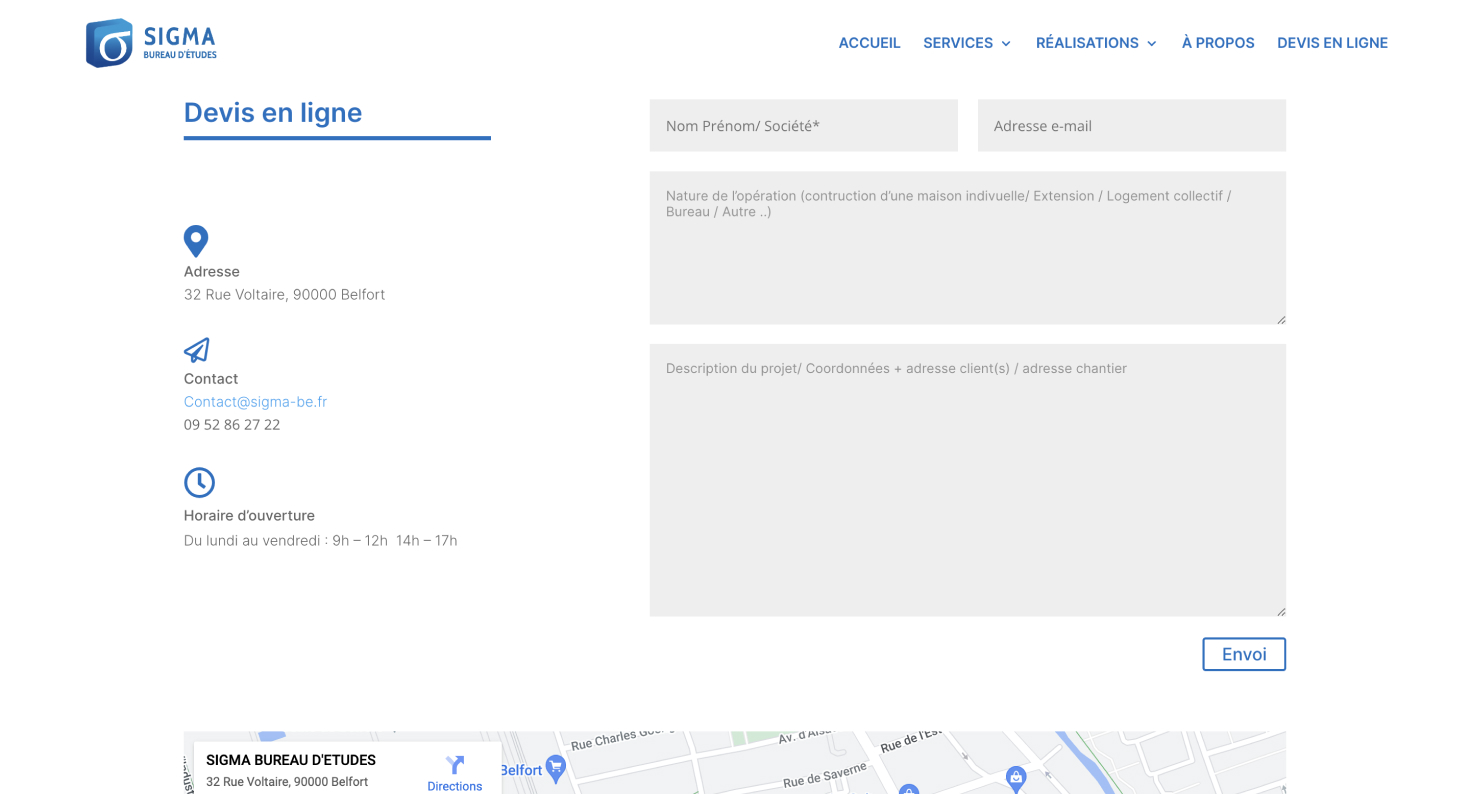 SIGMA
BUREAU D'ÉTUDES
ACCUEIL
SERVICES
RÉALISATIONS
À PROPOS
DEVIS EN LIGNE
Devis en ligne
Adresse
32 Rue Voltaire, 90000 Belfort
Contact
Contact@sigma-be.fr
09 52 86 27 22
Horaire d’ouverture
Du lundi au vendredi : 9h – 12h  14h – 17h
Nom Prénom/ Société*
Adresse e-mail
Nature de l’opération (contruction d’une maison indivuelle/ Extension / Logement collectif /
Bureau / Autre ..)
Description du projet/ Coordonnées + adresse client(s) / adresse chantier
Envoi
SIGMA BUREAU D'ETUDES
32 Rue Voltaire, 90000 Belfort
Directions
Belfort
Rue Charles
Av. d'
Rue de l'Est
Rue de Saverne